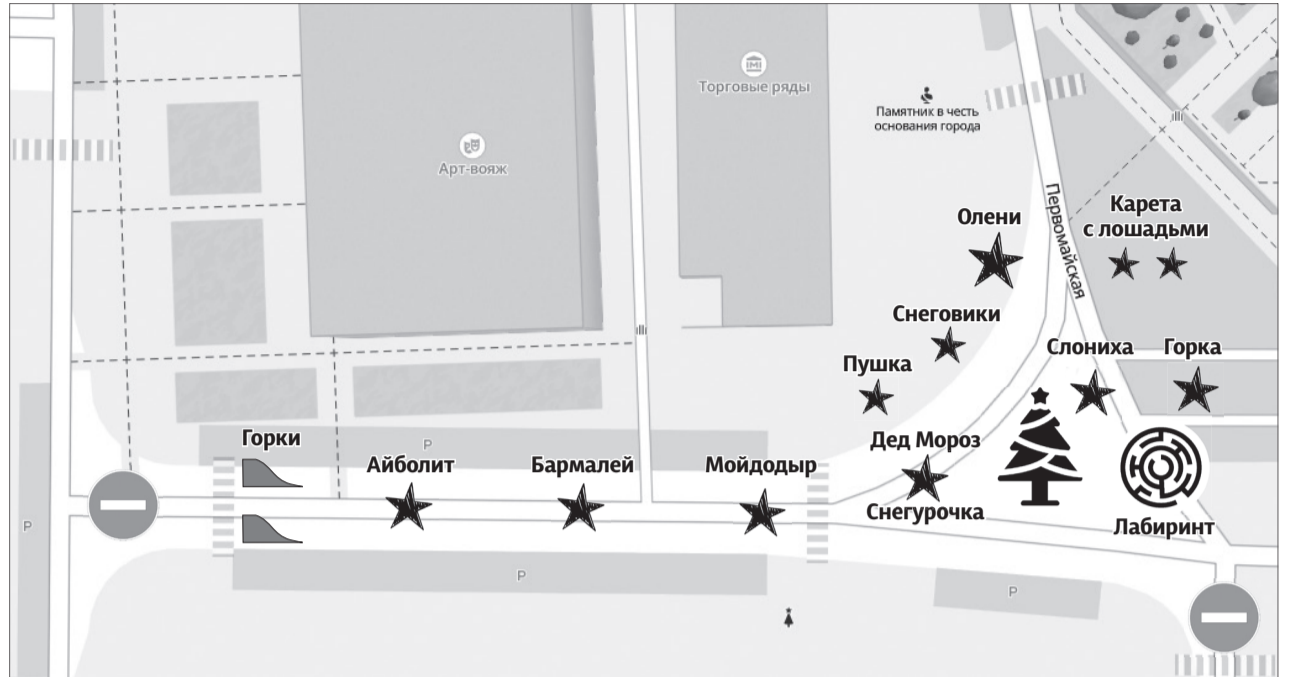 Торговые ряды
Памятник в честь
основания города
Арт-вояж
Первомайская
Карета
с лошадьми
Олени
Снеговики
Слониха
Горка
Пушка
Горки
Р
Дед Мороз
Айболит
Бармалей
Мойдодыр
Снегурочка
Лабиринт
Р
Р
Р